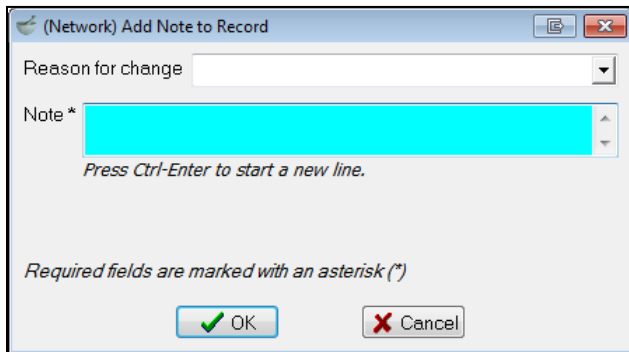 (Network) Add Note to Record
Reason for change
Note *
Press Ctrl-Enter to start a new line.
Required fields are marked with an asterisk (*)
OK
Cancel